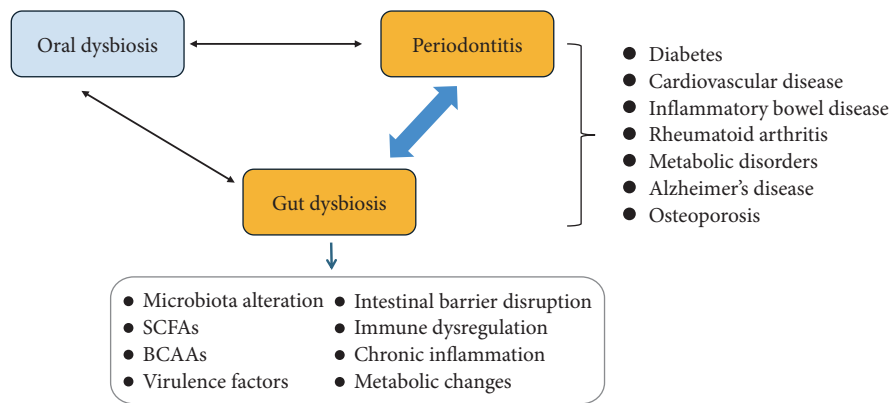 Oral dysbiosis
Periodontitis
Gut dysbiosis
● Diabetes
● Cardiovascular disease
● Inflammatory bowel disease
● Rheumatoid arthritis
● Metabolic disorders
● Alzheimer's disease
● Osteoporosis
● Microbiota alteration
● SCFAs
● BCAAs
● Virulence factors
● Intestinal barrier disruption
● Immune dysregulation
● Chronic inflammation
● Metabolic changes